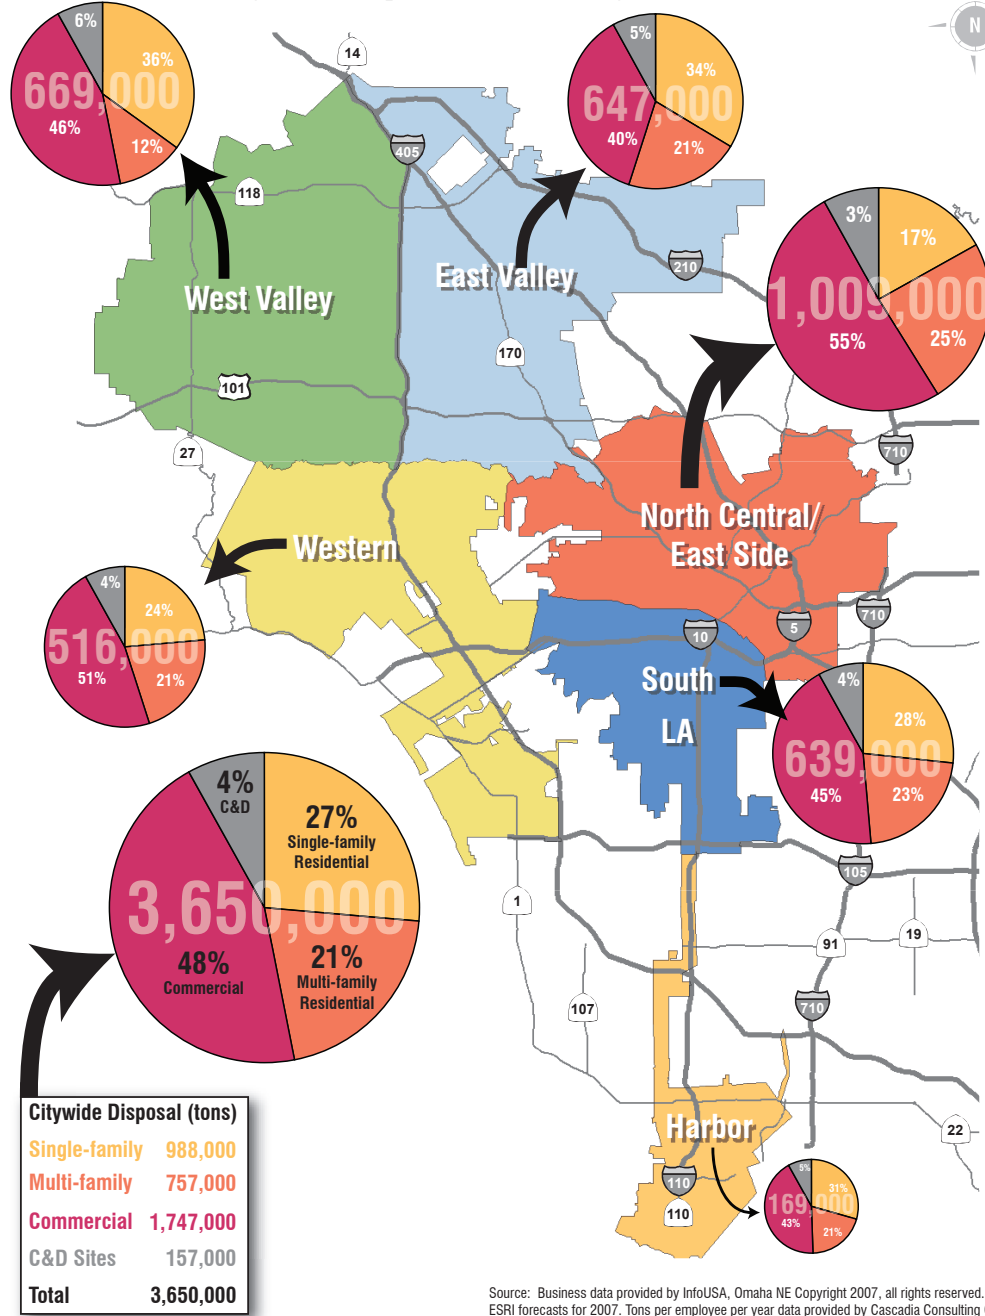 6%
36%
669,000
46%
12%
5%
34%
647,000
40%
21%
N
14
405
118
3%
17%
1,009,000
55%
25%
210
East Valley
West Valley
170
101
27
710
North Central/
East Side
Western
4%
24%
516,000
51%
21%
710
10
5
South
LA
4%
28%
639,000
45%
23%
4%
C&D
27%
Single-family
Residential
3,650,000
48%
Commercial
21%
Multi-family
Residential
105
1
91
19
107
710
Citywide Disposal (tons)
Single-family 988,000
Multi-family 757,000
Commercial 1,747,000
C&D Sites 157,000
Total 3,650,000
Harbor
22
110
110
5%
31%
169,000
43%
21%
Source: Business data provided by InfoUSA, Omaha NE Copyright 2007, all rights reserved.
ESRI forecasts for 2007. Tons per employee per year data provided by Cascadia Consulting